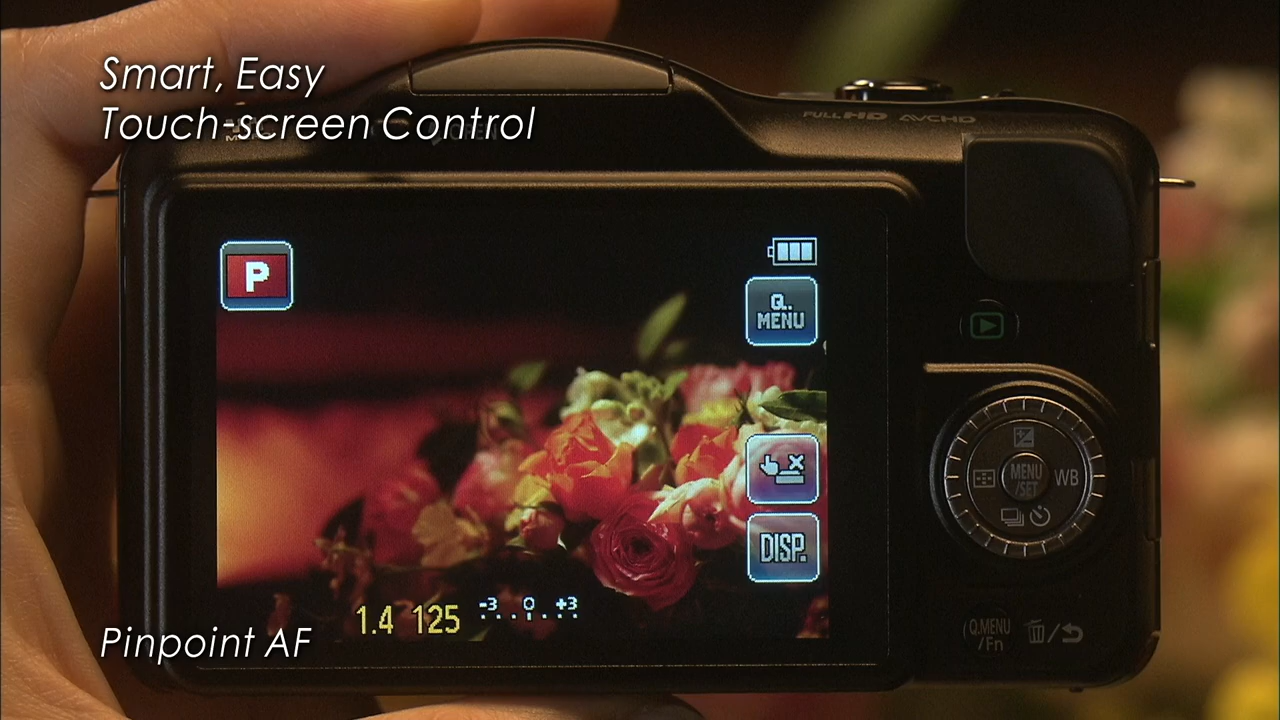 Smart, Easy
Touch-screen Control
OPEN
FULL HD AVCHD
P
Q.
MENU
DISP.
1.4 125 -3 0 +3
MENU
/SET
WB
Q.MENU
/Fn
Pinpoint AF